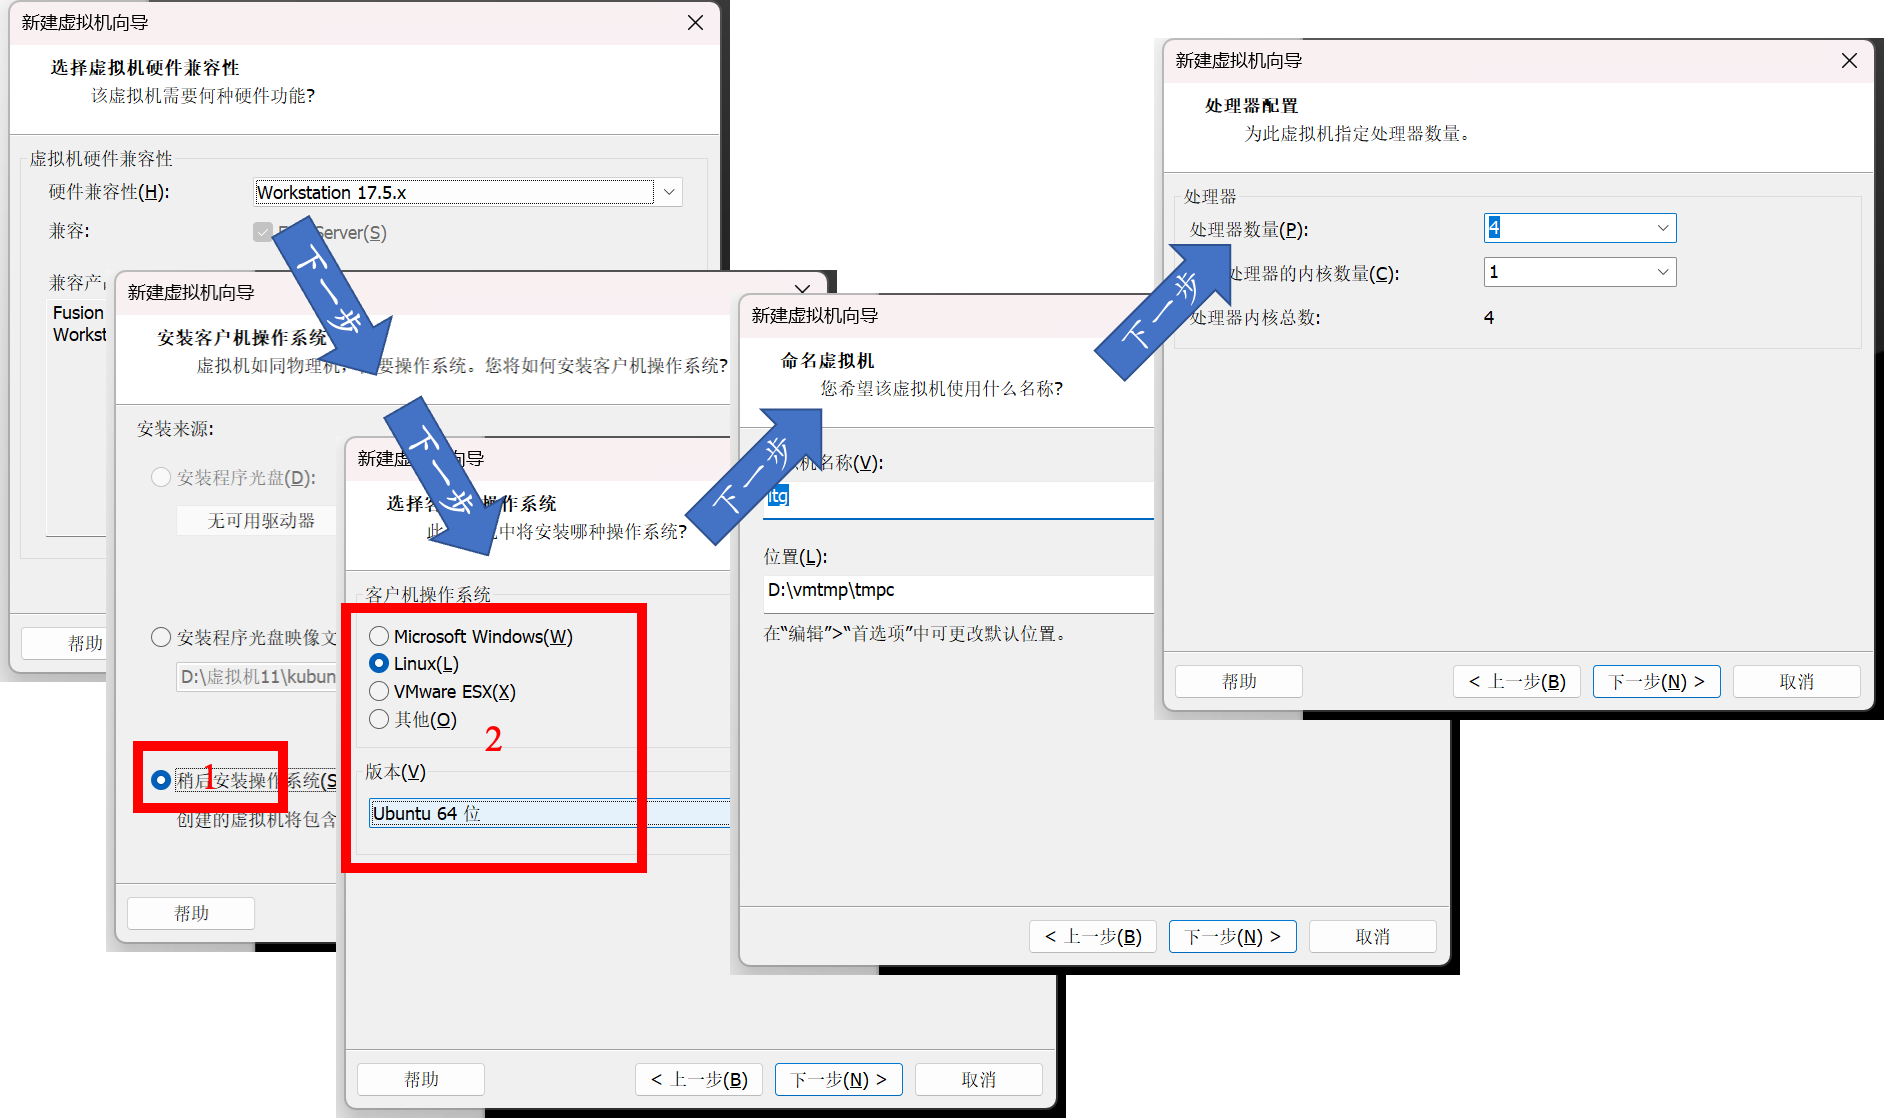 新建虚拟机向导
选择虚拟机硬件兼容性
该虚拟机需要何种硬件功能?
虚拟机硬件兼容性
硬件兼容性(H):
Workstation 17.5.x
兼容:
Server(S)
兼容产
Fusion
Workst
帮助
下一步
新建虚拟机向导
安装客户机操作系统
虚拟机如同物理机，
要操作系统。您将如何安装客户机操作系统?
安装来源:
安装程序光盘(D):
无可用驱动器
安装程序光盘映像文
D:\虚拟机11\kubun
1
稍后安装操作系统(S
创建的虚拟机将包含
帮助
下一步
新建虚
向导
选择客
操作系统
此
中将安装哪种操作系统?
客户机操作系统
Microsoft Windows(W)
Linux(L)
VMware ESX(X)
其他(O)
2
版本(V)
Ubuntu 64 位
帮助
< 上一步(B)
下一步(N) >
取消
下一步
新建虚拟机向导
命名虚拟机
您希望该虚拟机使用什么名称?
机名称(V):
itg
位置(L):
D:\vmtmp\tmpc
在“编辑”>“首选项”中可更改默认位置。
< 上一步(B)
下一步(N) >
取消
下一步
新建虚拟机向导
处理器配置
为此虚拟机指定处理器数量。
处理器
处理器数量(P):
4
处理器的内核数量(C):
1
处理器内核总数:
4
帮助
< 上一步(B)
下一步(N) >
取消